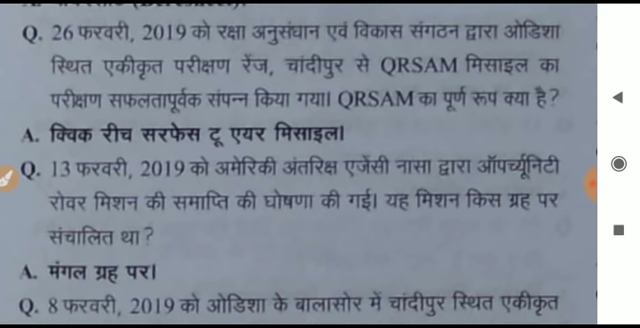 Q. 26 फरवरी, 2019 को रक्षा अनुसंधान एवं विकास संगठन द्वारा ओडिशा
स्थित एकीकृत परीक्षण रेंज, चांदीपुर से QRSAM मिसाइल का
परीक्षण सफलतापूर्वक संपन्न किया गया। QRSAM का पूर्ण रूप क्या है?
A. क्विक रीच सरफेस टू एयर मिसाइल।
Q. 13 फरवरी, 2019 को अमेरिकी अंतरिक्ष एजेंसी नासा द्वारा ऑपर्च्यूनिटी
रोवर मिशन की समाप्ति की घोषणा की गई। यह मिशन किस ग्रह पर
संचालित था?
A. मंगल ग्रह पर।
Q. 8 फरवरी, 2019 को ओडिशा के बालासोर में चांदीपुर स्थित एकीकृत